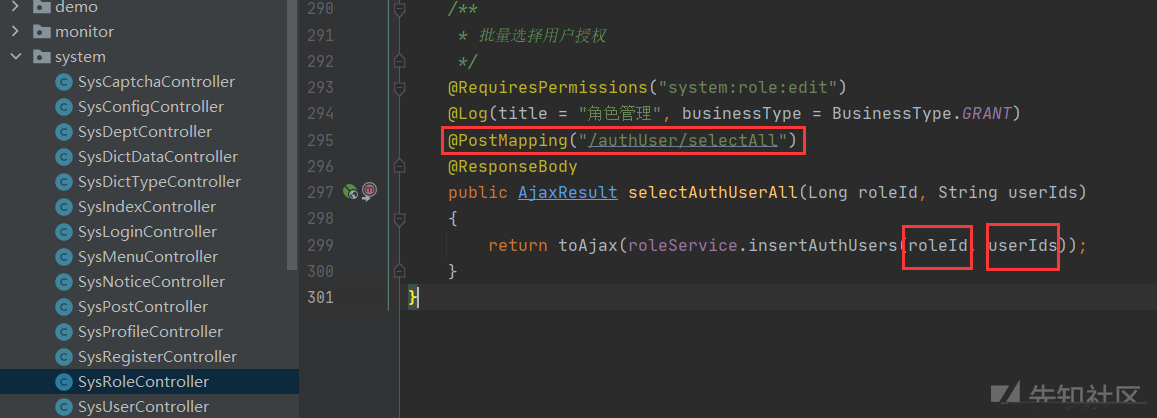 demo
monitor
system
SysCaptchaController
SysConfigController
SysDeptController
SysDictDataController
SysDictTypeController
SysIndexController
SysLoginController
SysMenuController
SysNoticeController
SysPostController
SysProfileController
SysRegisterController
SysRoleController
SysUserController
290 /**
291 * 批量选择用户授权
292 */
293 @RequiresPermissions("system:role:edit")
294 @Log(title = "角色管理", businessType = BusinessType.GRANT)
295 @PostMapping("/authUser/selectAll")
296 @ResponseBody
297 public AjaxResult selectAuthUserAll(Long roleId, String userIds)
298 {
299 return toAjax(roleService.insertAuthUsers(roleId, userIds));
300 }
301 }
先知社区